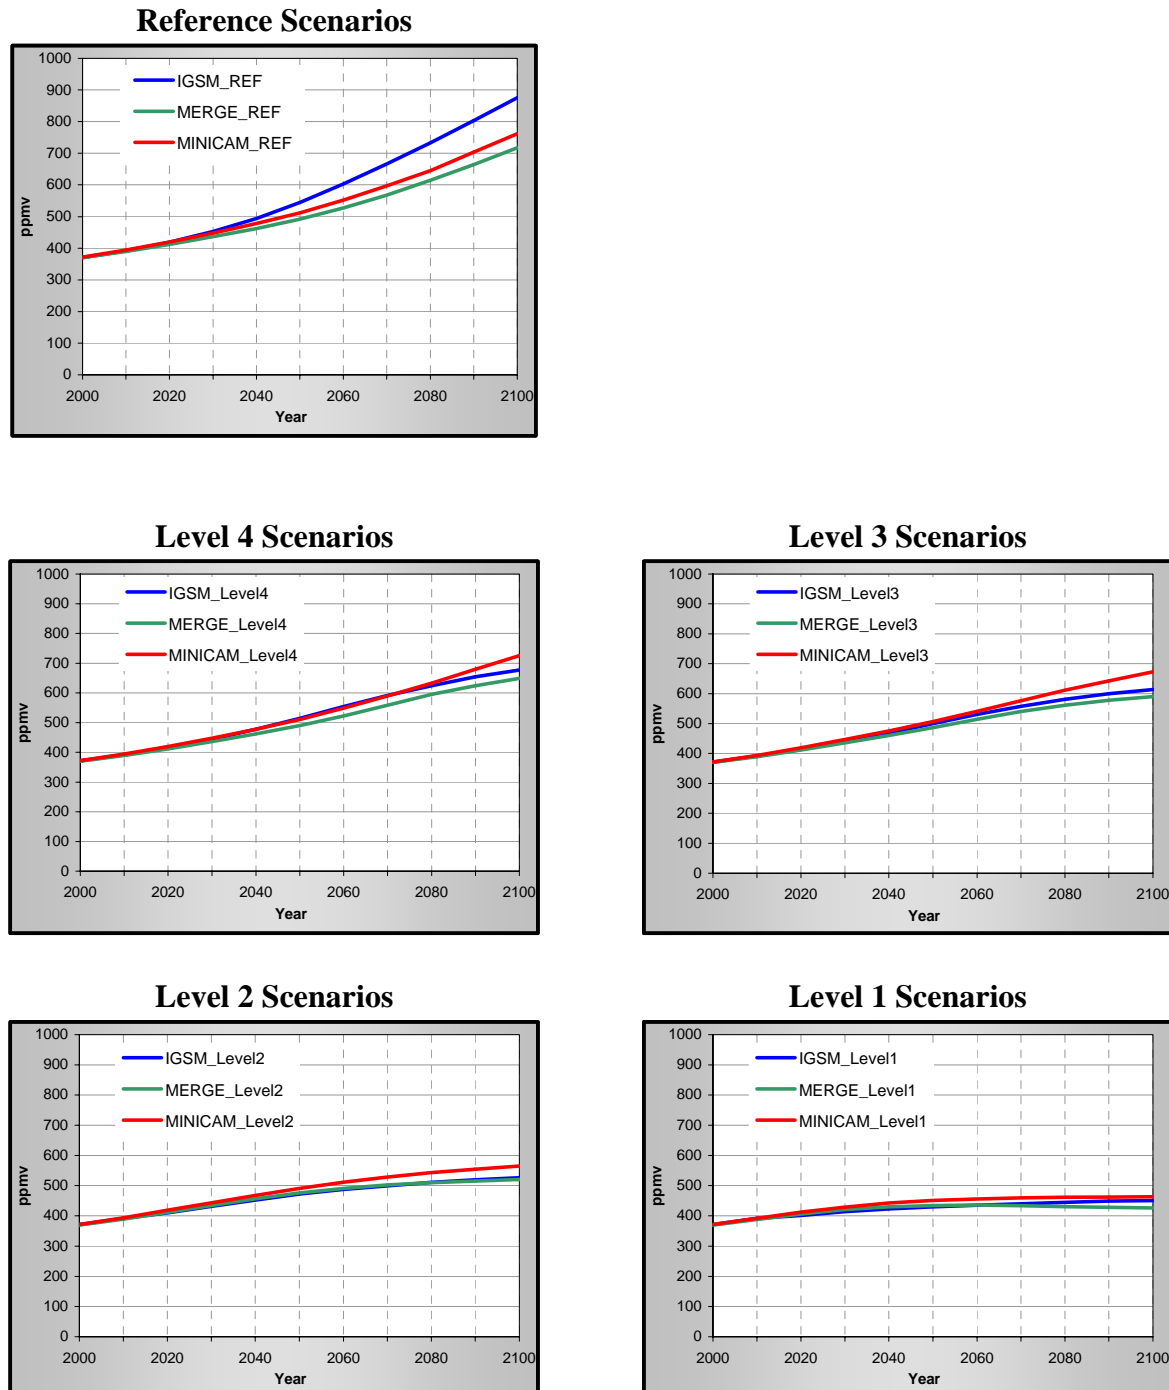 Reference Scenarios
1000
900
800
700
600
500
400
300
200
100
0
ppmv
IGSM_REF
MERGE_REF
MINICAM_REF
2000 2020 2040 2060 2080 2100
Year
Level 4 Scenarios
1000
900
800
700
600
500
400
300
200
100
0
ppmv
IGSM_Level4
MERGE_Level4
MINICAM_Level4
2000 2020 2040 2060 2080 2100
Year
Level 3 Scenarios
1000
900
800
700
600
500
400
300
200
100
0
ppmv
IGSM_Level3
MERGE_Level3
MINICAM_Level3
2000 2020 2040 2060 2080 2100
Year
Level 2 Scenarios
1000
900
800
700
600
500
400
300
200
100
0
ppmv
IGSM_Level2
MERGE_Level2
MINICAM_Level2
2000 2020 2040 2060 2080 2100
Year
Level 1 Scenarios
1000
900
800
700
600
500
400
300
200
100
0
ppmv
IGSM_Level1
MERGE_Level1
MINICAM_Level1
2000 2020 2040 2060 2080 2100
Year